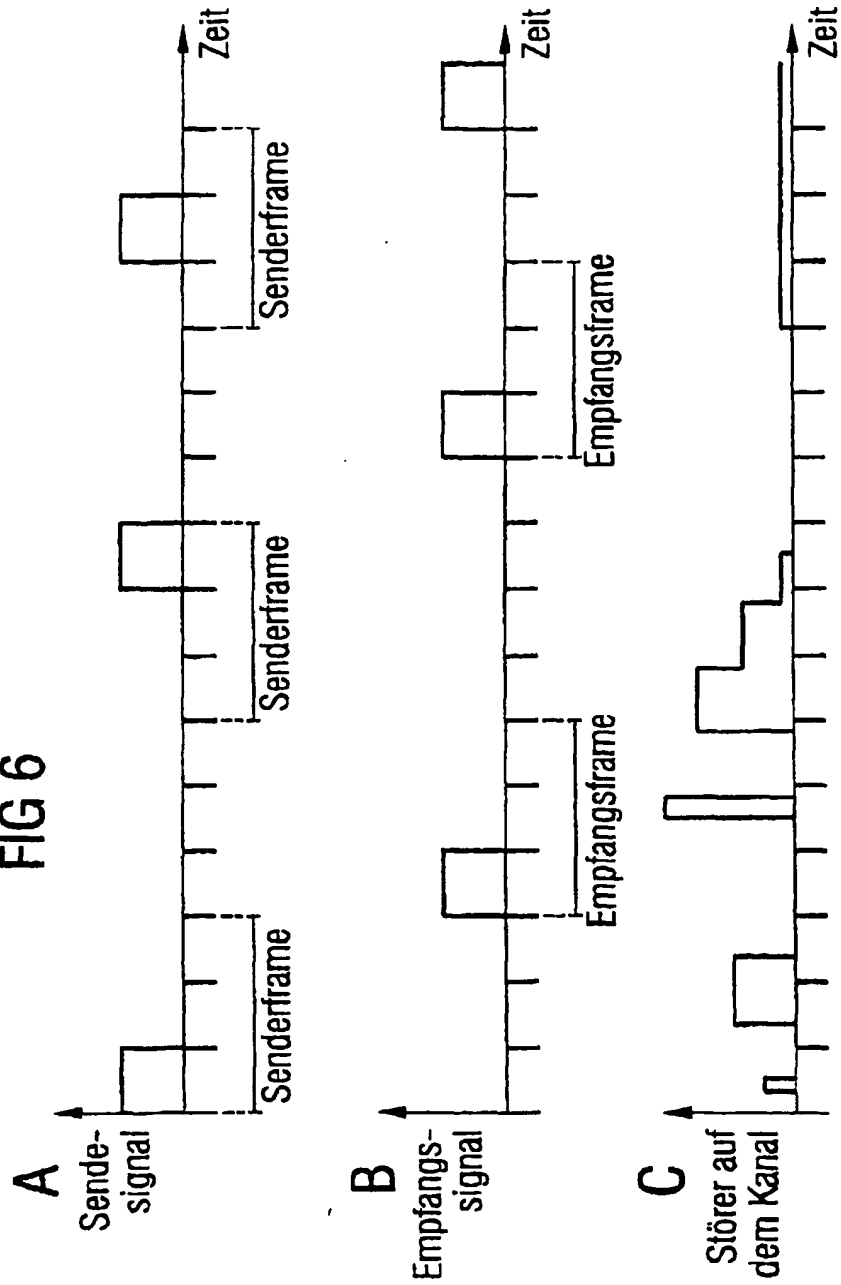 FIG 6
A
Sende-
signal
Senderframe
Senderframe
Senderframe
Zeit
B
Empfangs-
signal
Empfangsframe
Empfangsframe
Zeit
C
Störer auf
dem Kanal
Zeit